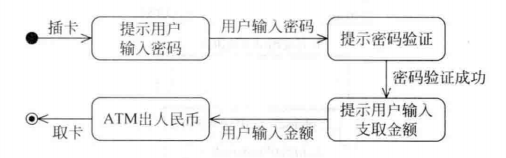 插卡
提示用户
输入密码
用户输入密码
提示密码验证
密码验证成功
提示用户输入
支取金额
用户输入金额
ATM出人民币
取卡